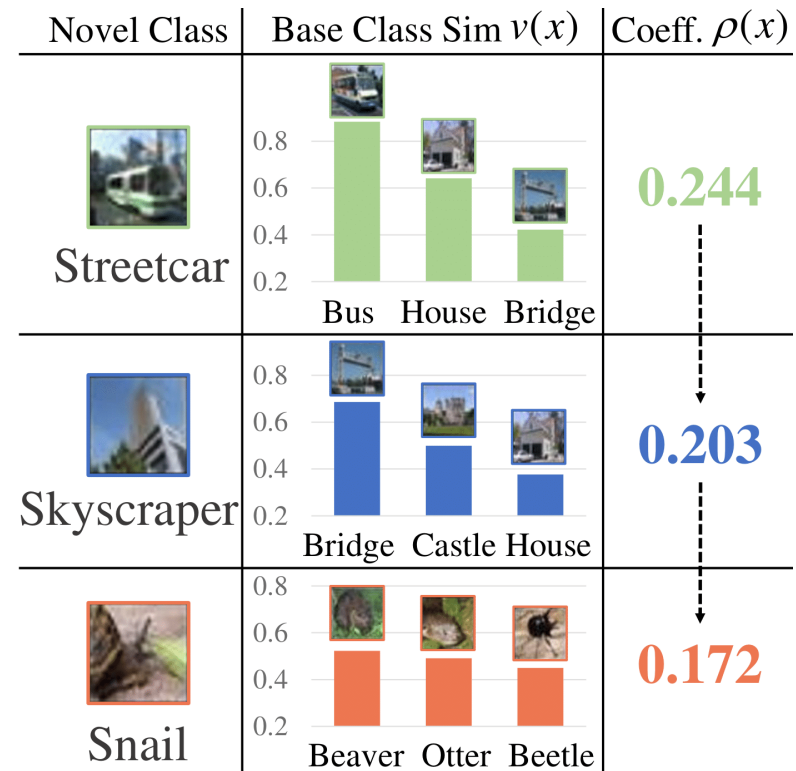 Novel Class
Base Class Sim v(x)
Coeff. ρ(x)
Streetcar
0.8
0.6
0.4
0.2
Bus House Bridge
0.244
Skyscraper
0.8
0.6
0.4
0.2
Bridge Castle House
0.203
Snail
0.8
0.6
0.4
0.2
Beaver Otter Beetle
0.172